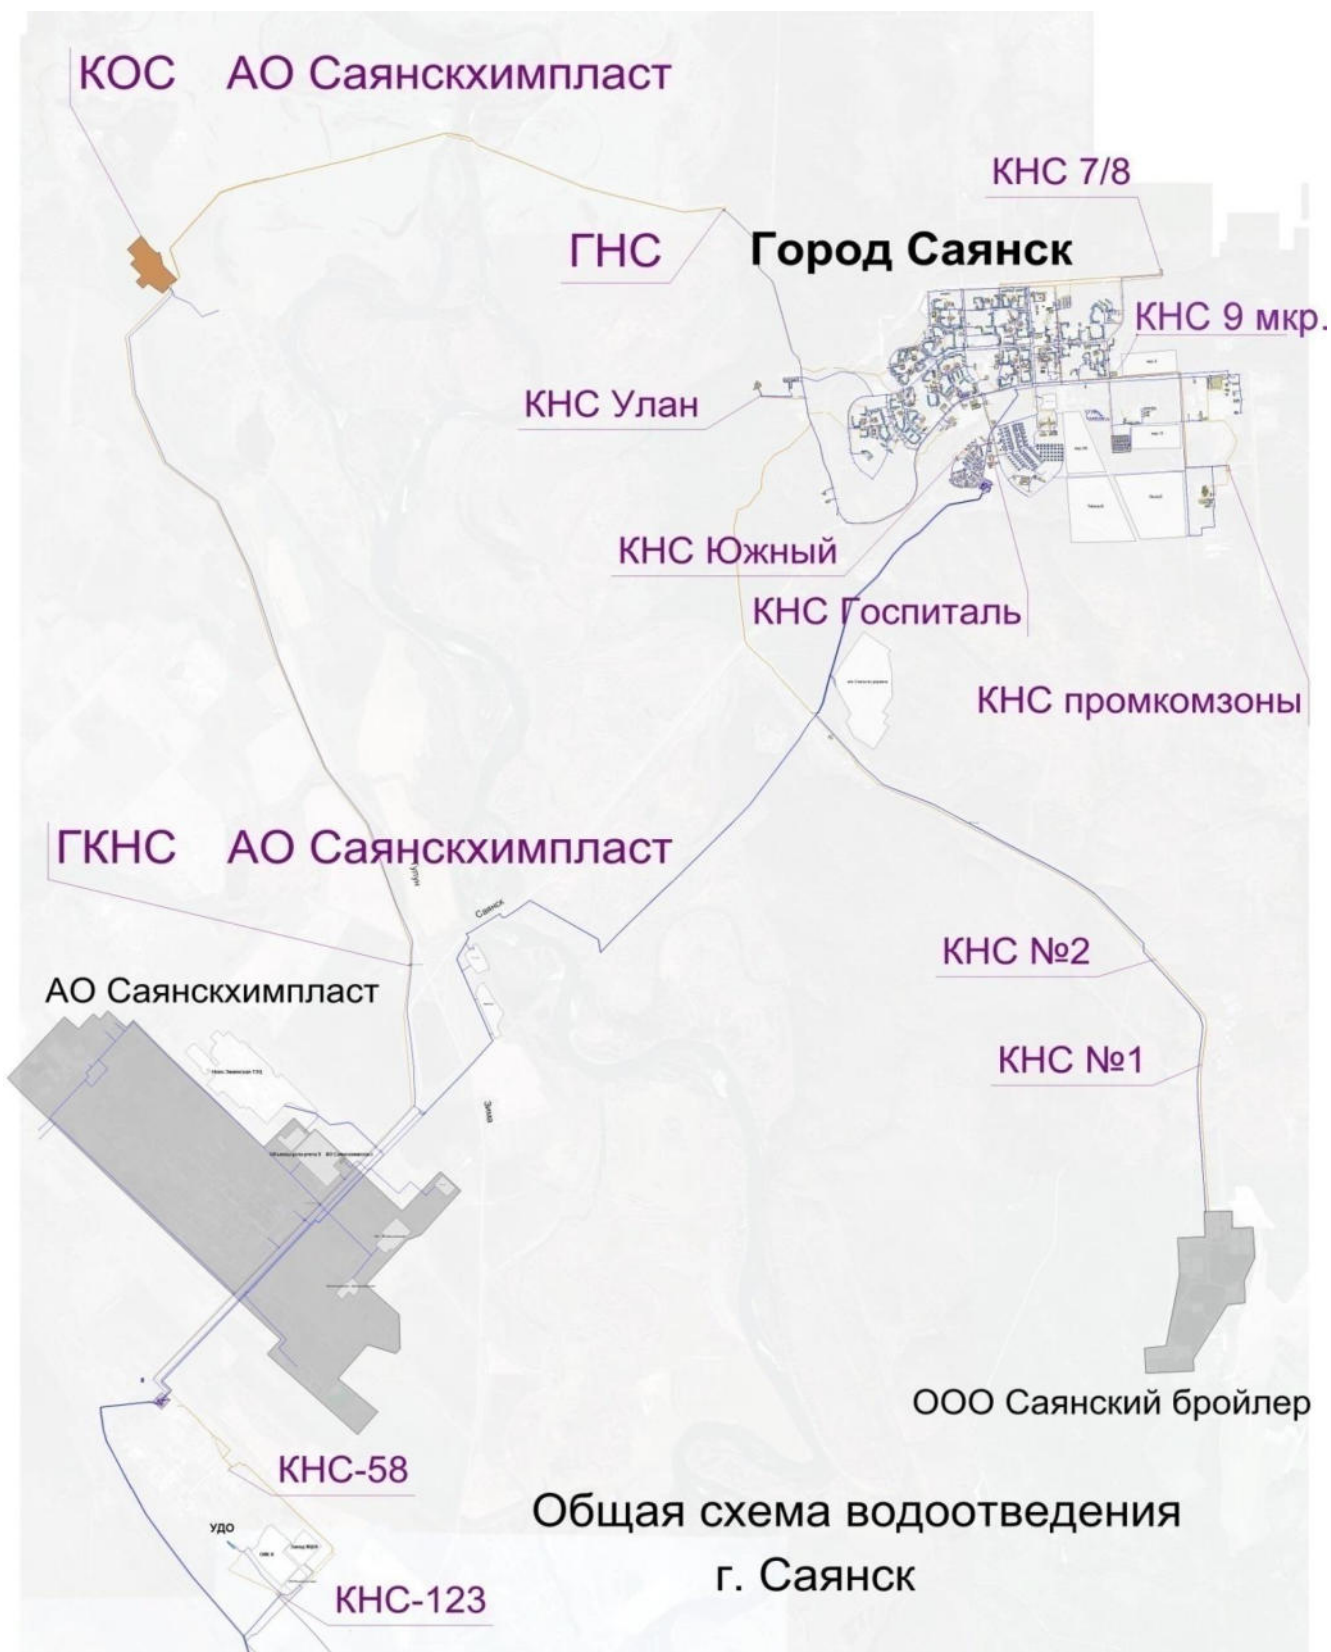 КОС АО Саянскхимпласт
КНС 7/8
ГНС
Город Саянск
КНС 9 мкр.
КНС Улан
КНС Южный
КНС Госпиталь
КНС промкомзоны
ГКНС АО Саянскхимпласт
Саянск
КНС №2
АО Саянскхимпласт
КНС №1
Зима
ООО Саянский бройлер
КНС-58
Общая схема водоотведения
г. Саянск
УДО
КНС-123